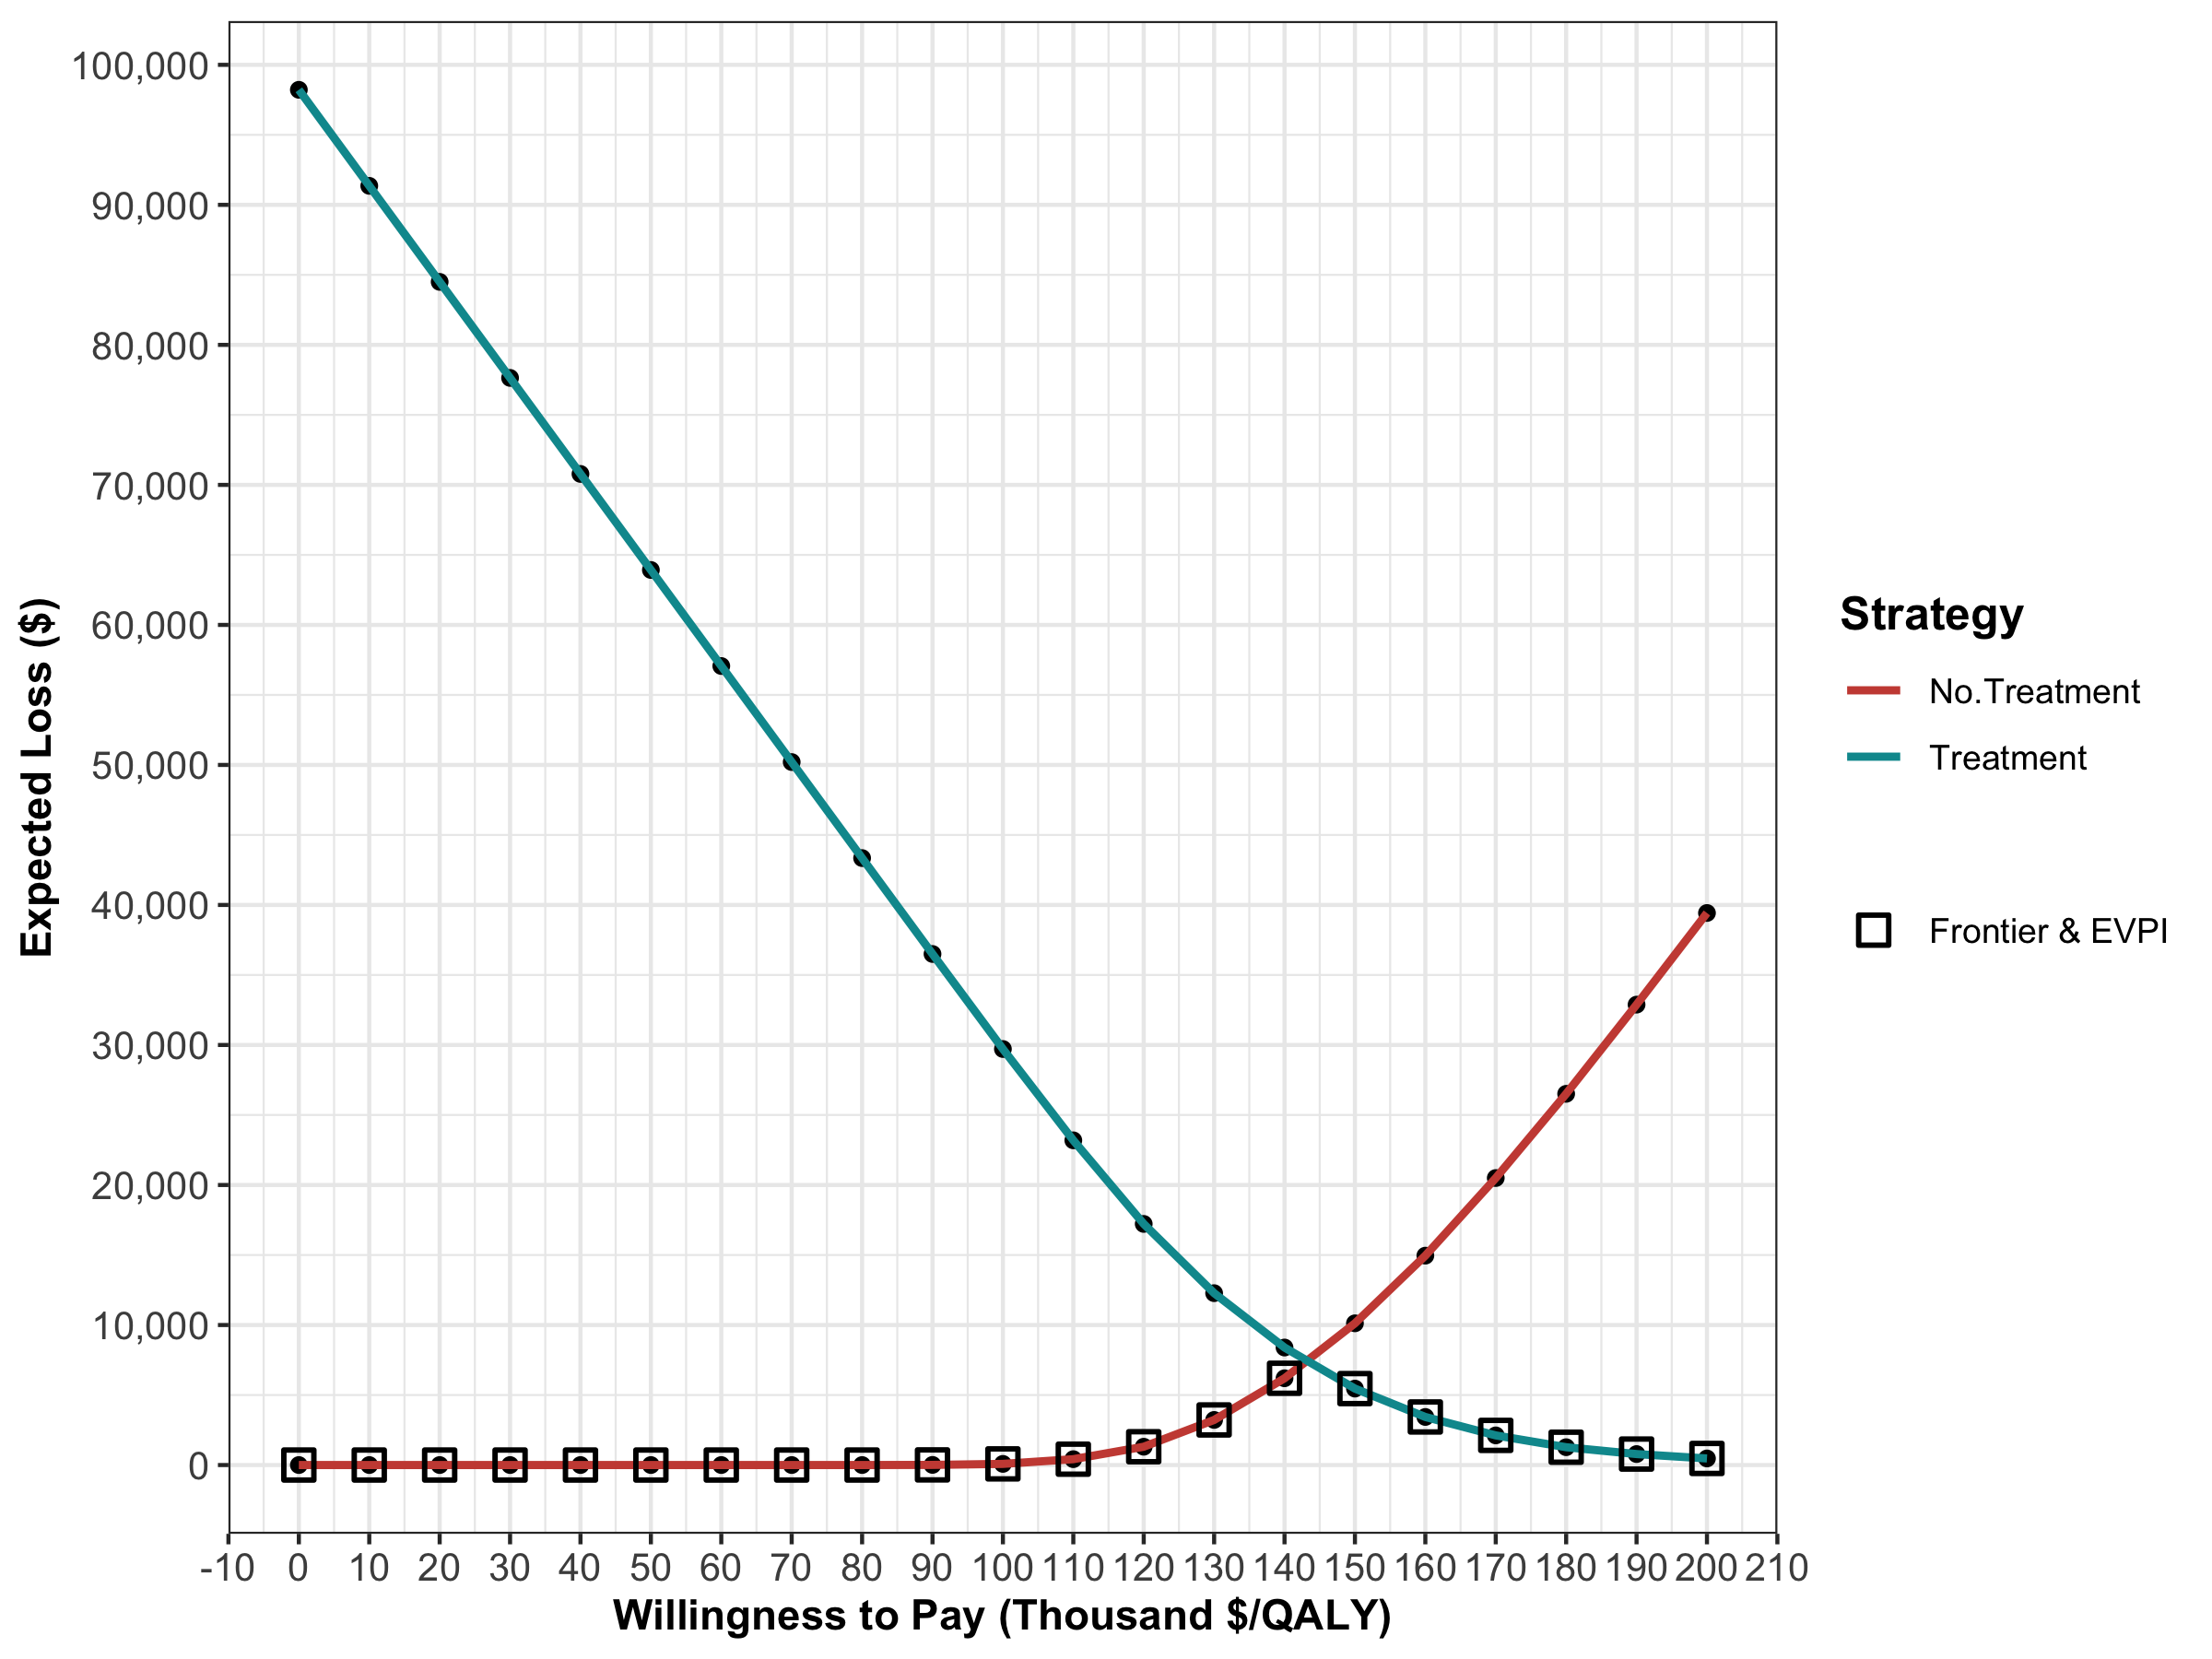 100,000
90,000
80,000
70,000
60,000
50,000
40,000
30,000
20,000
10,000
0
Expected Loss ($)
-10 0 10 20 30 40 50 60 70 80 90 100 110 120 130 140 150 160 170 180 190 200 210
Willingness to Pay (Thousand $/QALY)
Strategy
No.Treatment
Treatment
Frontier & EVPI